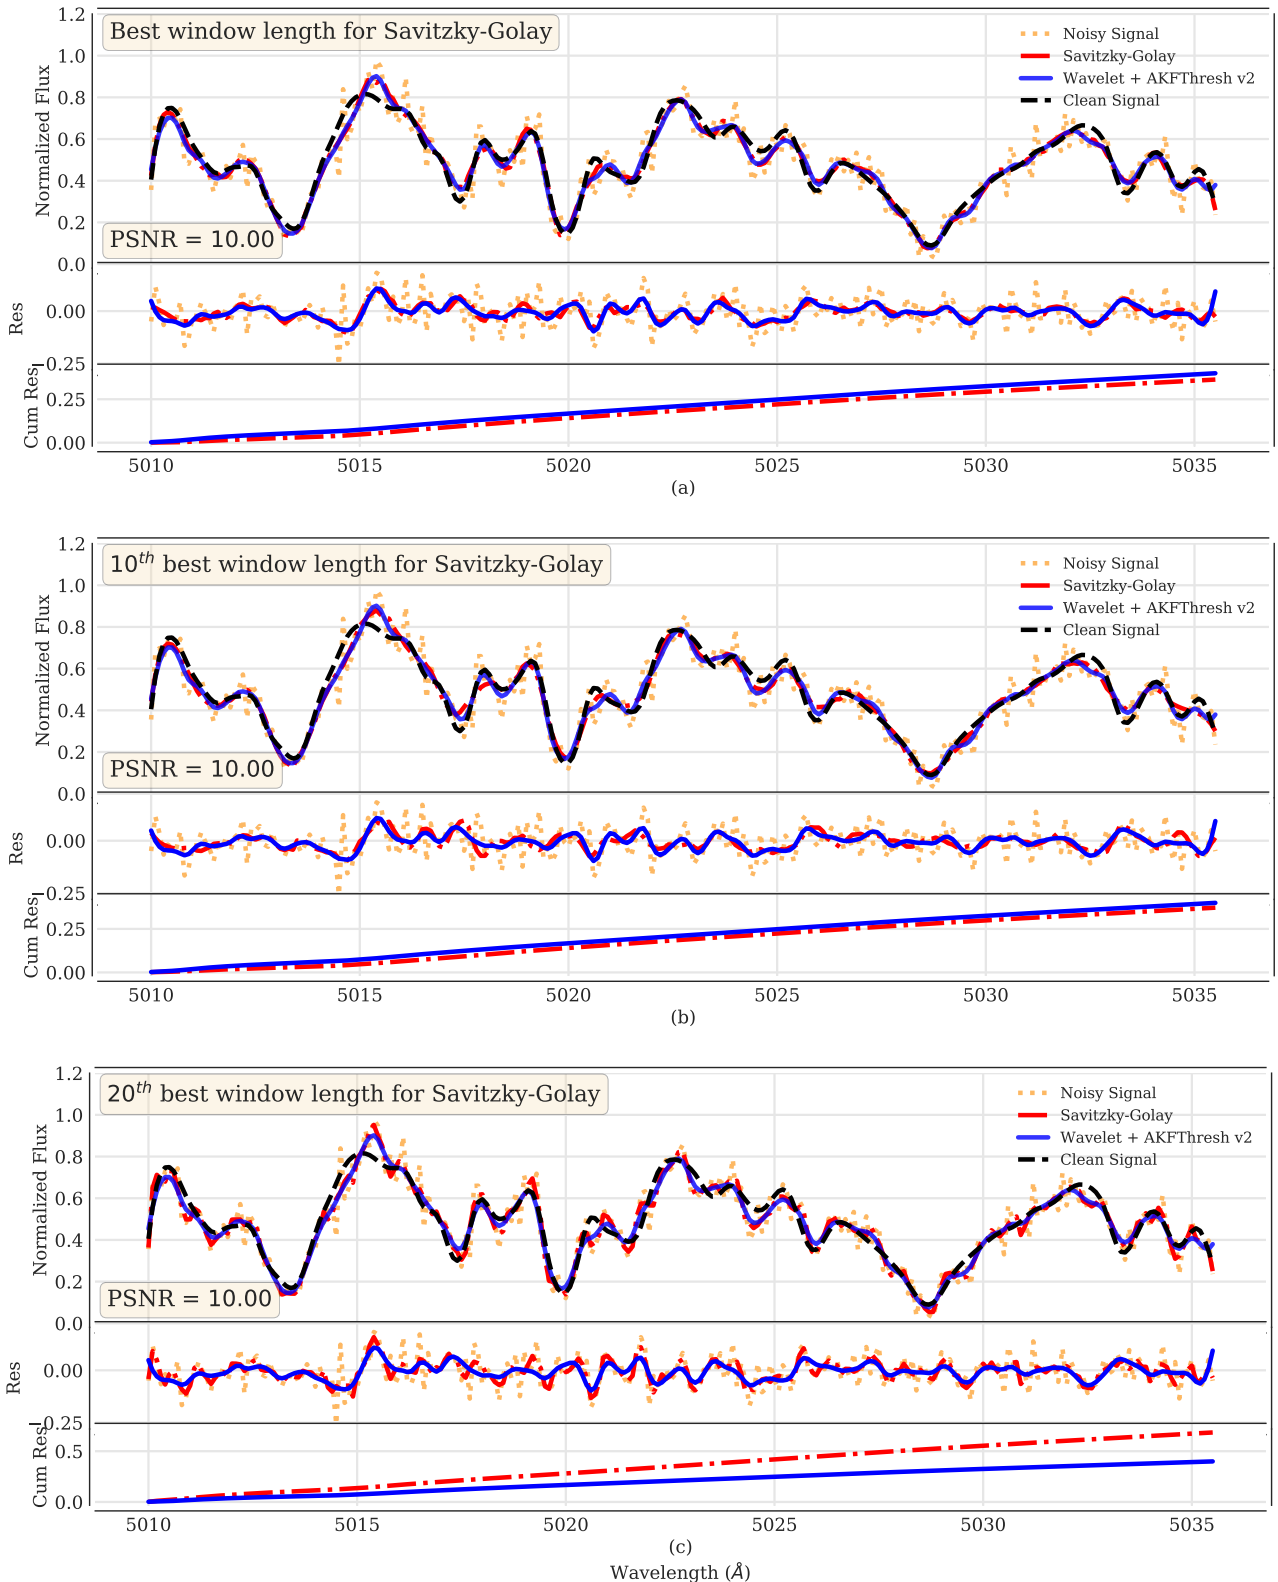 Best window length for Savitzky-Golay
Noisy Signal
Savitzky-Golay
Wavelet + AKFThresh v2
Clean Signal
PSNR = 10.00
Normalized Flux
1.2
1.0
0.8
0.6
0.4
0.2
0.0
Res
0.00
−0.25
Cum Res
0.25
0.00
5010 5015 5020 5025 5030 5035
(a)
10th best window length for Savitzky-Golay
Noisy Signal
Savitzky-Golay
Wavelet + AKFThresh v2
Clean Signal
PSNR = 10.00
Normalized Flux
1.2
1.0
0.8
0.6
0.4
0.2
0.0
Res
0.00
−0.25
Cum Res
0.25
0.00
5010 5015 5020 5025 5030 5035
(b)
20th best window length for Savitzky-Golay
Noisy Signal
Savitzky-Golay
Wavelet + AKFThresh v2
Clean Signal
PSNR = 10.00
Normalized Flux
1.2
1.0
0.8
0.6
0.4
0.2
0.0
Res
0.00
−0.25
Cum Res
0.5
0.0
5010 5015 5020 5025 5030 5035
(c)
Wavelength (Å)